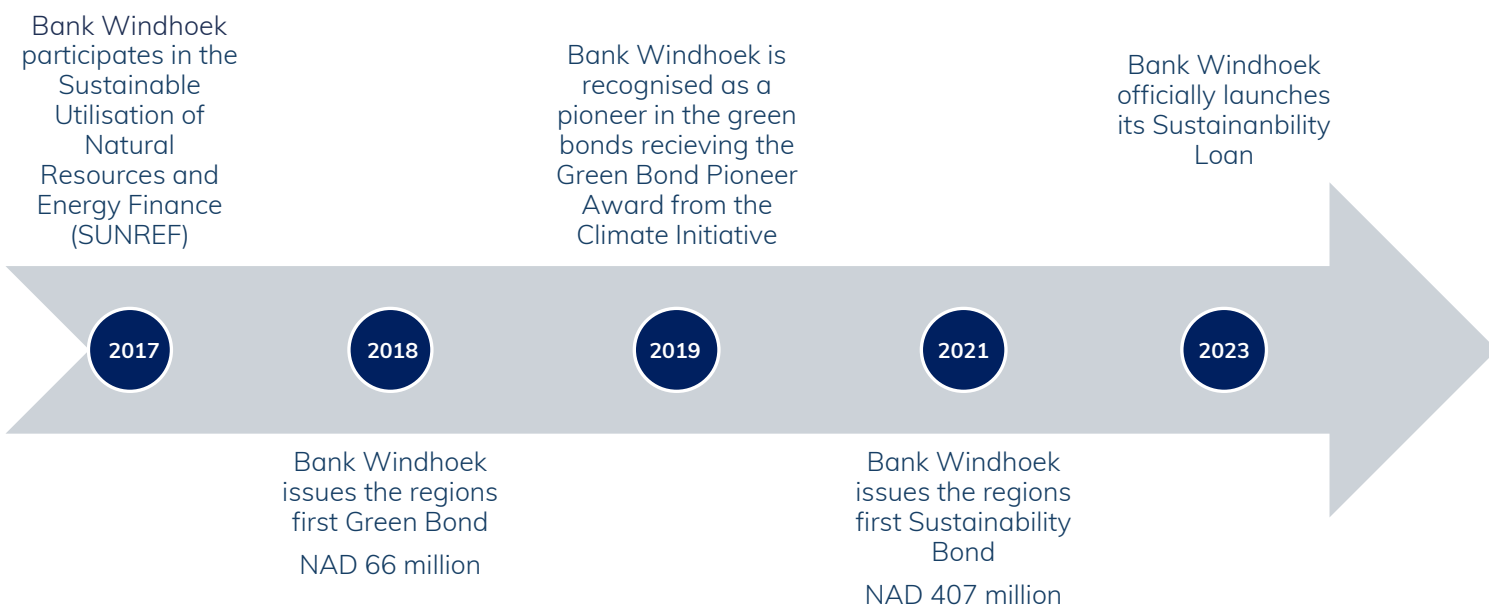 Bank Windhoek
participates in the
Sustainable
Utilisation of
Natural
Resources and
Energy Finance
(SUNREF)
Bank Windhoek is
recognised as a
pioneer in the green
bonds recieving the
Green Bond Pioneer
Award from the
Climate Initiative
Bank Windhoek
officially launches
its Sustainanbility
Loan
2017
2018
2019
2021
2023
Bank Windhoek
issues the regions
first Green Bond
NAD 66 million
Bank Windhoek
issues the regions
first Sustainability
Bond
NAD 407 million